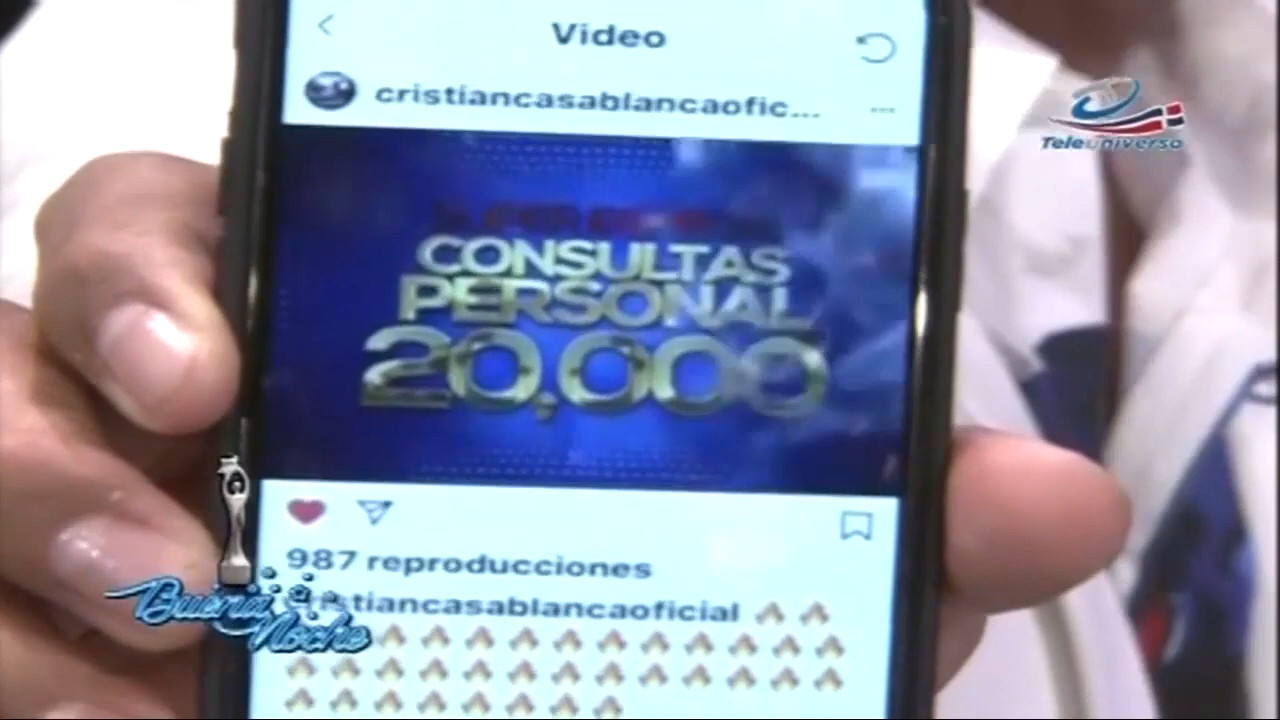 Video
cristiancasablancaofic...
Teleuniverso
CONSULTAS
PERSONAL
20,000
987 reproducciones
cristiancasablancaoficial
Buena
Noche